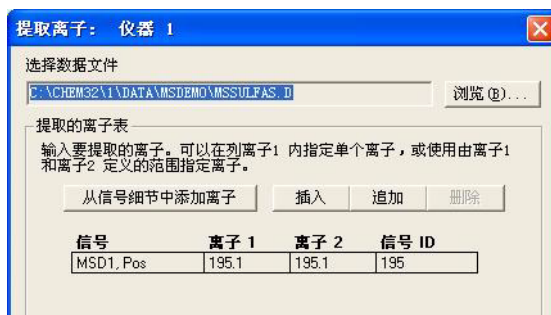 提取离子: 仪器 1
选择数据文件
C:\CHEM32\1\DATA\MSDEMO\MSSULFAS.D
浏览(B)...
提取的离子表
输入要提取的离子。可以在列离子1 内指定单个离子,或使用由离子1
和离子2 定义的范围指定离子。
从信号细节中添加离子 插入 追加 删除
信号 离子 1 离子 2 信号 ID
MSD1, Pos 195.1 195.1 195